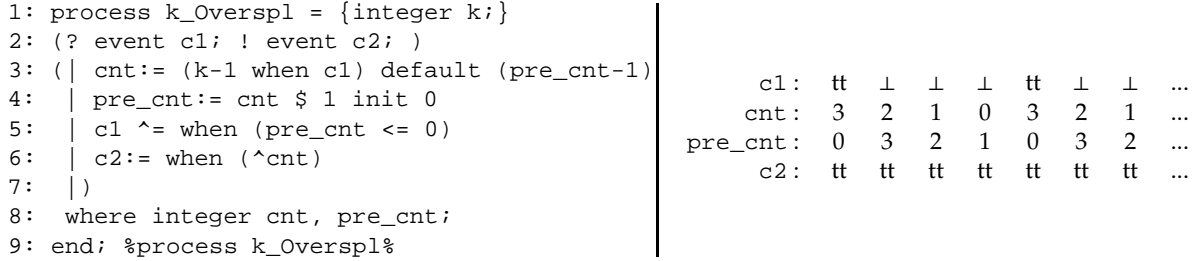 1: process k_Overspl = {integer k;}
2: (? event c1; ! event c2; )
3: (| cnt:= (k-1 when c1) default (pre_cnt-1)
4:  | pre_cnt:= cnt $ 1 init 0
5:  | c1 ^= when (pre_cnt <= 0)
6:  | c2:= when (^cnt)
7:  |)
8:  where integer cnt, pre_cnt;
9: end; %process k_Overspl%
c1: tt ⊥ ⊥ ⊥ tt ⊥ ⊥ ...
cnt: 3 2 1 0 3 2 1 ...
pre_cnt: 0 3 2 1 0 3 2 ...
c2: tt tt tt tt tt tt tt ...